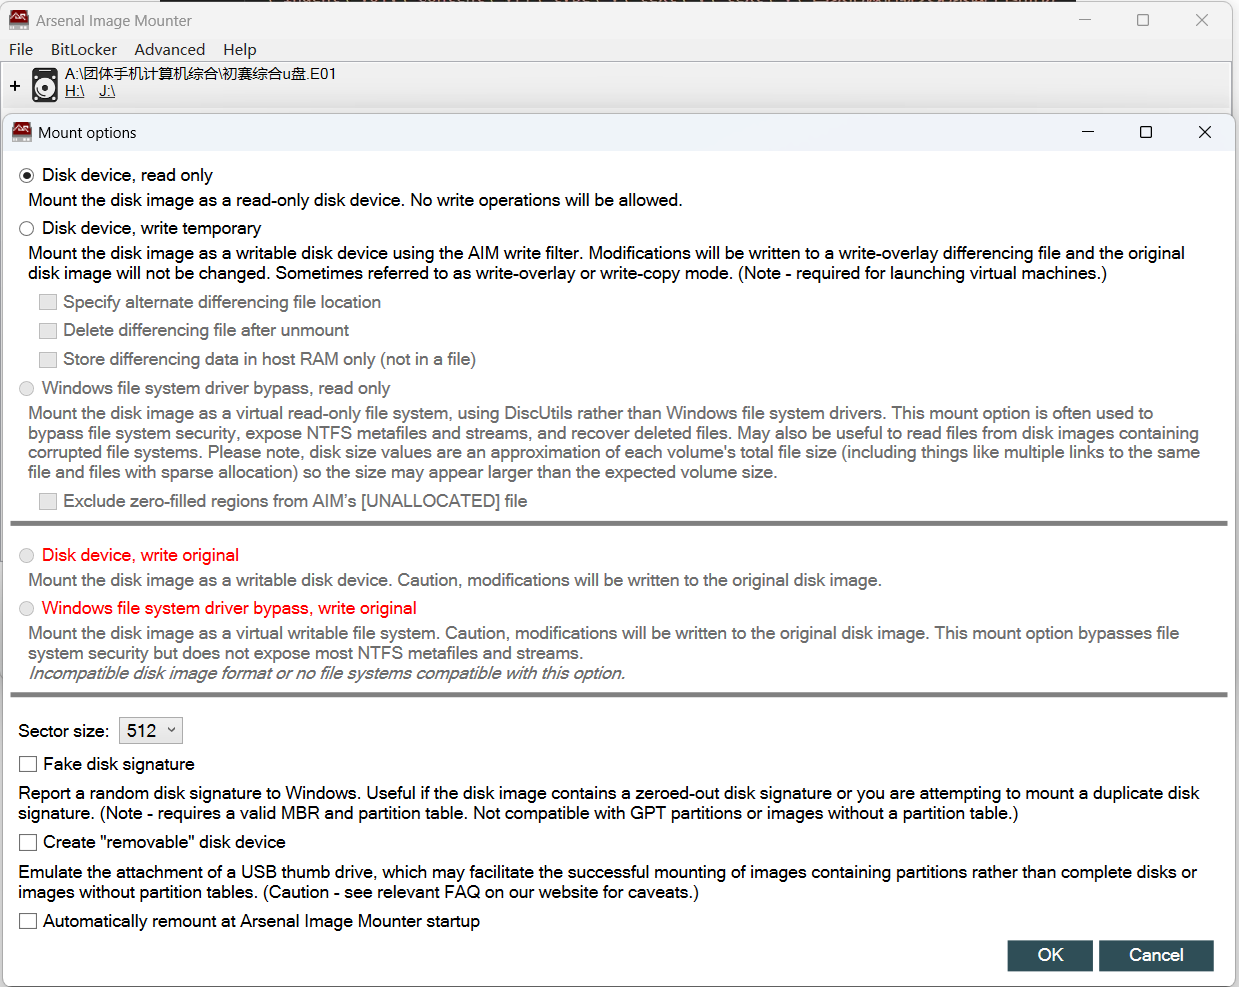 Arsenal Image Mounter
File BitLocker Advanced Help
A:\团体手机计算机综合\初赛综合u盘.E01
H:\ J:\
Mount options
Disk device, read only
Mount the disk image as a read-only disk device. No write operations will be allowed.
Disk device, write temporary
Mount the disk image as a writable disk device using the AIM write filter. Modifications will be written to a write-overlay differencing file and the original
disk image will not be changed. Sometimes referred to as write-overlay or write-copy mode. (Note - required for launching virtual machines.)
Specify alternate differencing file location
Delete differencing file after unmount
Store differencing data in host RAM only (not in a file)
Windows file system driver bypass, read only
Mount the disk image as a virtual read-only file system, using DiscUtils rather than Windows file system drivers. This mount option is often used to
bypass file system security, expose NTFS metafiles and streams, and recover deleted files. May also be useful to read files from disk images containing
corrupted file systems. Please note, disk size values are an approximation of each volume's total file size (including things like multiple links to the same
file and files with sparse allocation) so the size may appear larger than the expected volume size.
Exclude zero-filled regions from AIM's [UNALLOCATED] file
Disk device, write original
Mount the disk image as a writable disk device. Caution, modifications will be written to the original disk image.
Windows file system driver bypass, write original
Mount the disk image as a virtual writable file system. Caution, modifications will be written to the original disk image. This mount option bypasses file
system security but does not expose most NTFS metafiles and streams.
Incompatible disk image format or no file systems compatible with this option.
Sector size: 512
Fake disk signature
Report a random disk signature to Windows. Useful if the disk image contains a zeroed-out disk signature or you are attempting to mount a duplicate disk
signature. (Note - requires a valid MBR and partition table. Not compatible with GPT partitions or images without a partition table.)
Create "removable" disk device
Emulate the attachment of a USB thumb drive, which may facilitate the successful mounting of images containing partitions rather than complete disks or
images without partition tables. (Caution - see relevant FAQ on our website for caveats.)
Automatically remount at Arsenal Image Mounter startup
OK Cancel